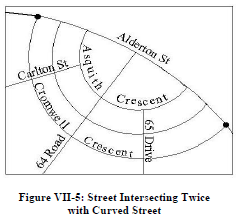 Alderton St
Asquith
Crescent
Carlton St
Cromwell
Crescent
64 Road
65 Drive
Figure VII-5: Street Intersecting Twice
with Curved Street